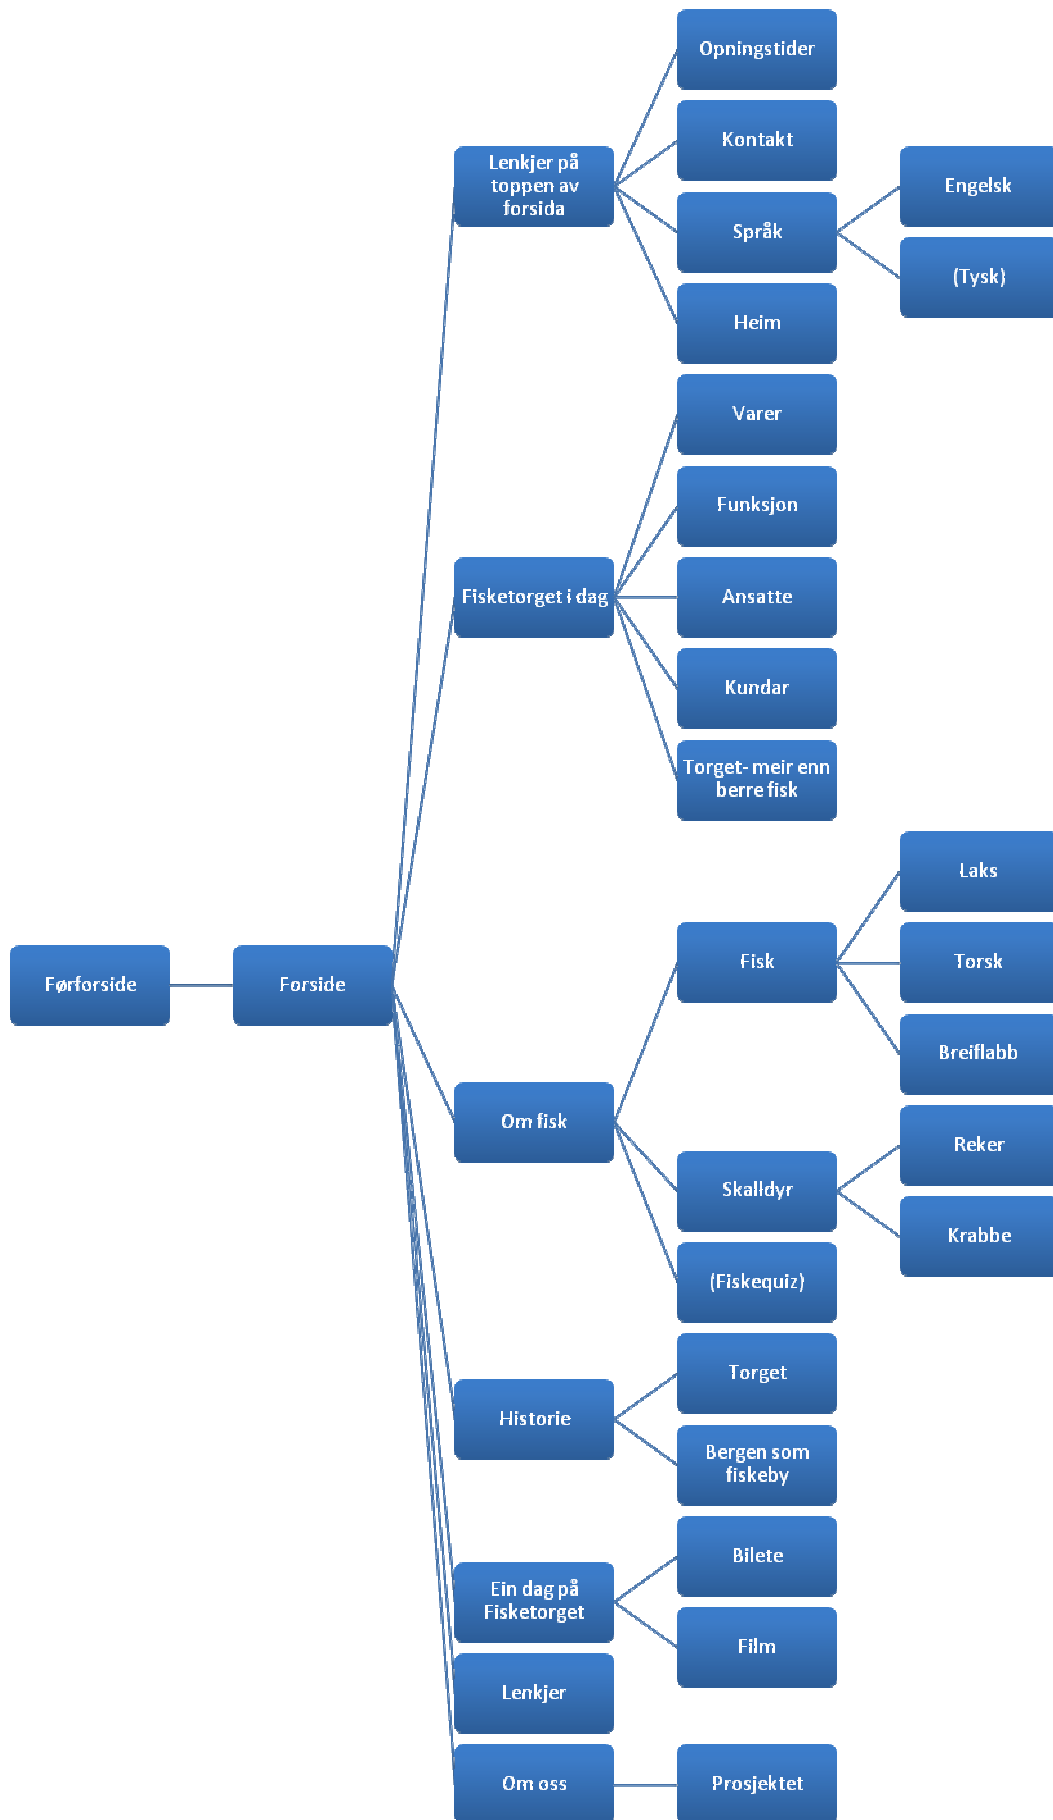 Førforside
Forside
Lenkjer på
toppen av
forsida
Opningstider
Kontakt
Språk
Engelsk
(Tysk)
Heim
Fisketorget i dag
Varer
Funksjon
Ansatte
Kundar
Torget- meir enn
berre fisk
Om fisk
Fisk
Laks
Torsk
Breiflabb
Skalldyr
Reker
Krabbe
(Fiskequiz)
Historie
Torget
Bergen som
fiskeby
Ein dag på
Fisketorget
Bilete
Film
Lenkjer
Om oss
Prosjektet